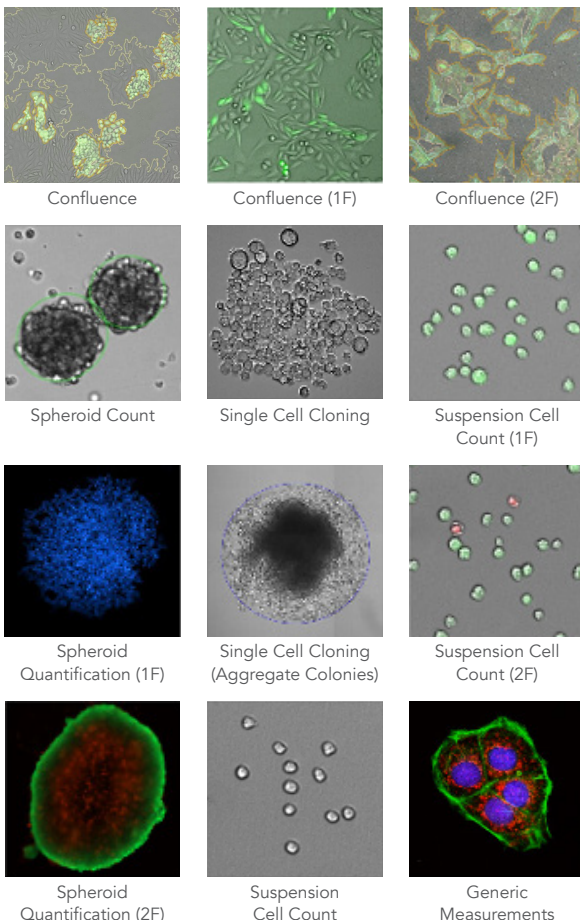 Confluence
Confluence (1F)
Confluence (2F)
Spheroid Count
Single Cell Cloning
Suspension Cell
Count (1F)
Spheroid
Quantification (1F)
Single Cell Cloning
(Aggregate Colonies)
Suspension Cell
Count (2F)
Spheroid
Quantification (2F)
Suspension
Cell Count
Generic
Measurements